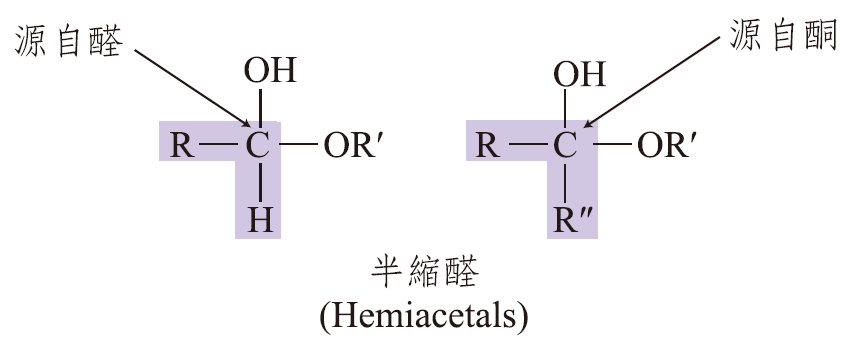 源自醛
源自酮
OH
OH
R—C—OR′
R—C—OR′
H
R″
半縮醛
(Hemiacetals)